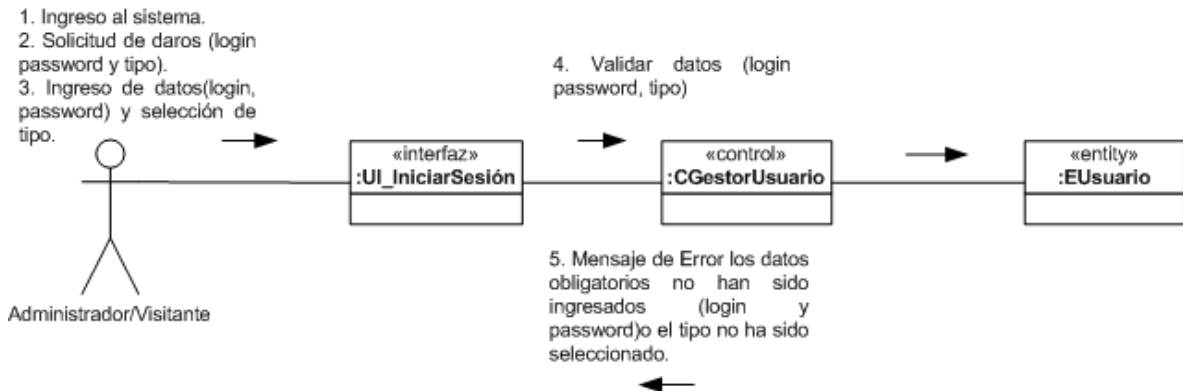 1. Ingreso al sistema.
2. Solicitud de daros (login
password y tipo).
3. Ingreso de datos(login,
password) y selección de
tipo.
4. Validar datos (login
password, tipo)
«interfaz»
:UI_IniciarSesión
«control»
:CGestorUsuario
«entity»
:EUsuario
5. Mensaje de Error los datos
obligatorios no han sido
ingresados (login y
password)o el tipo no ha sido
seleccionado.
Administrador/Visitante